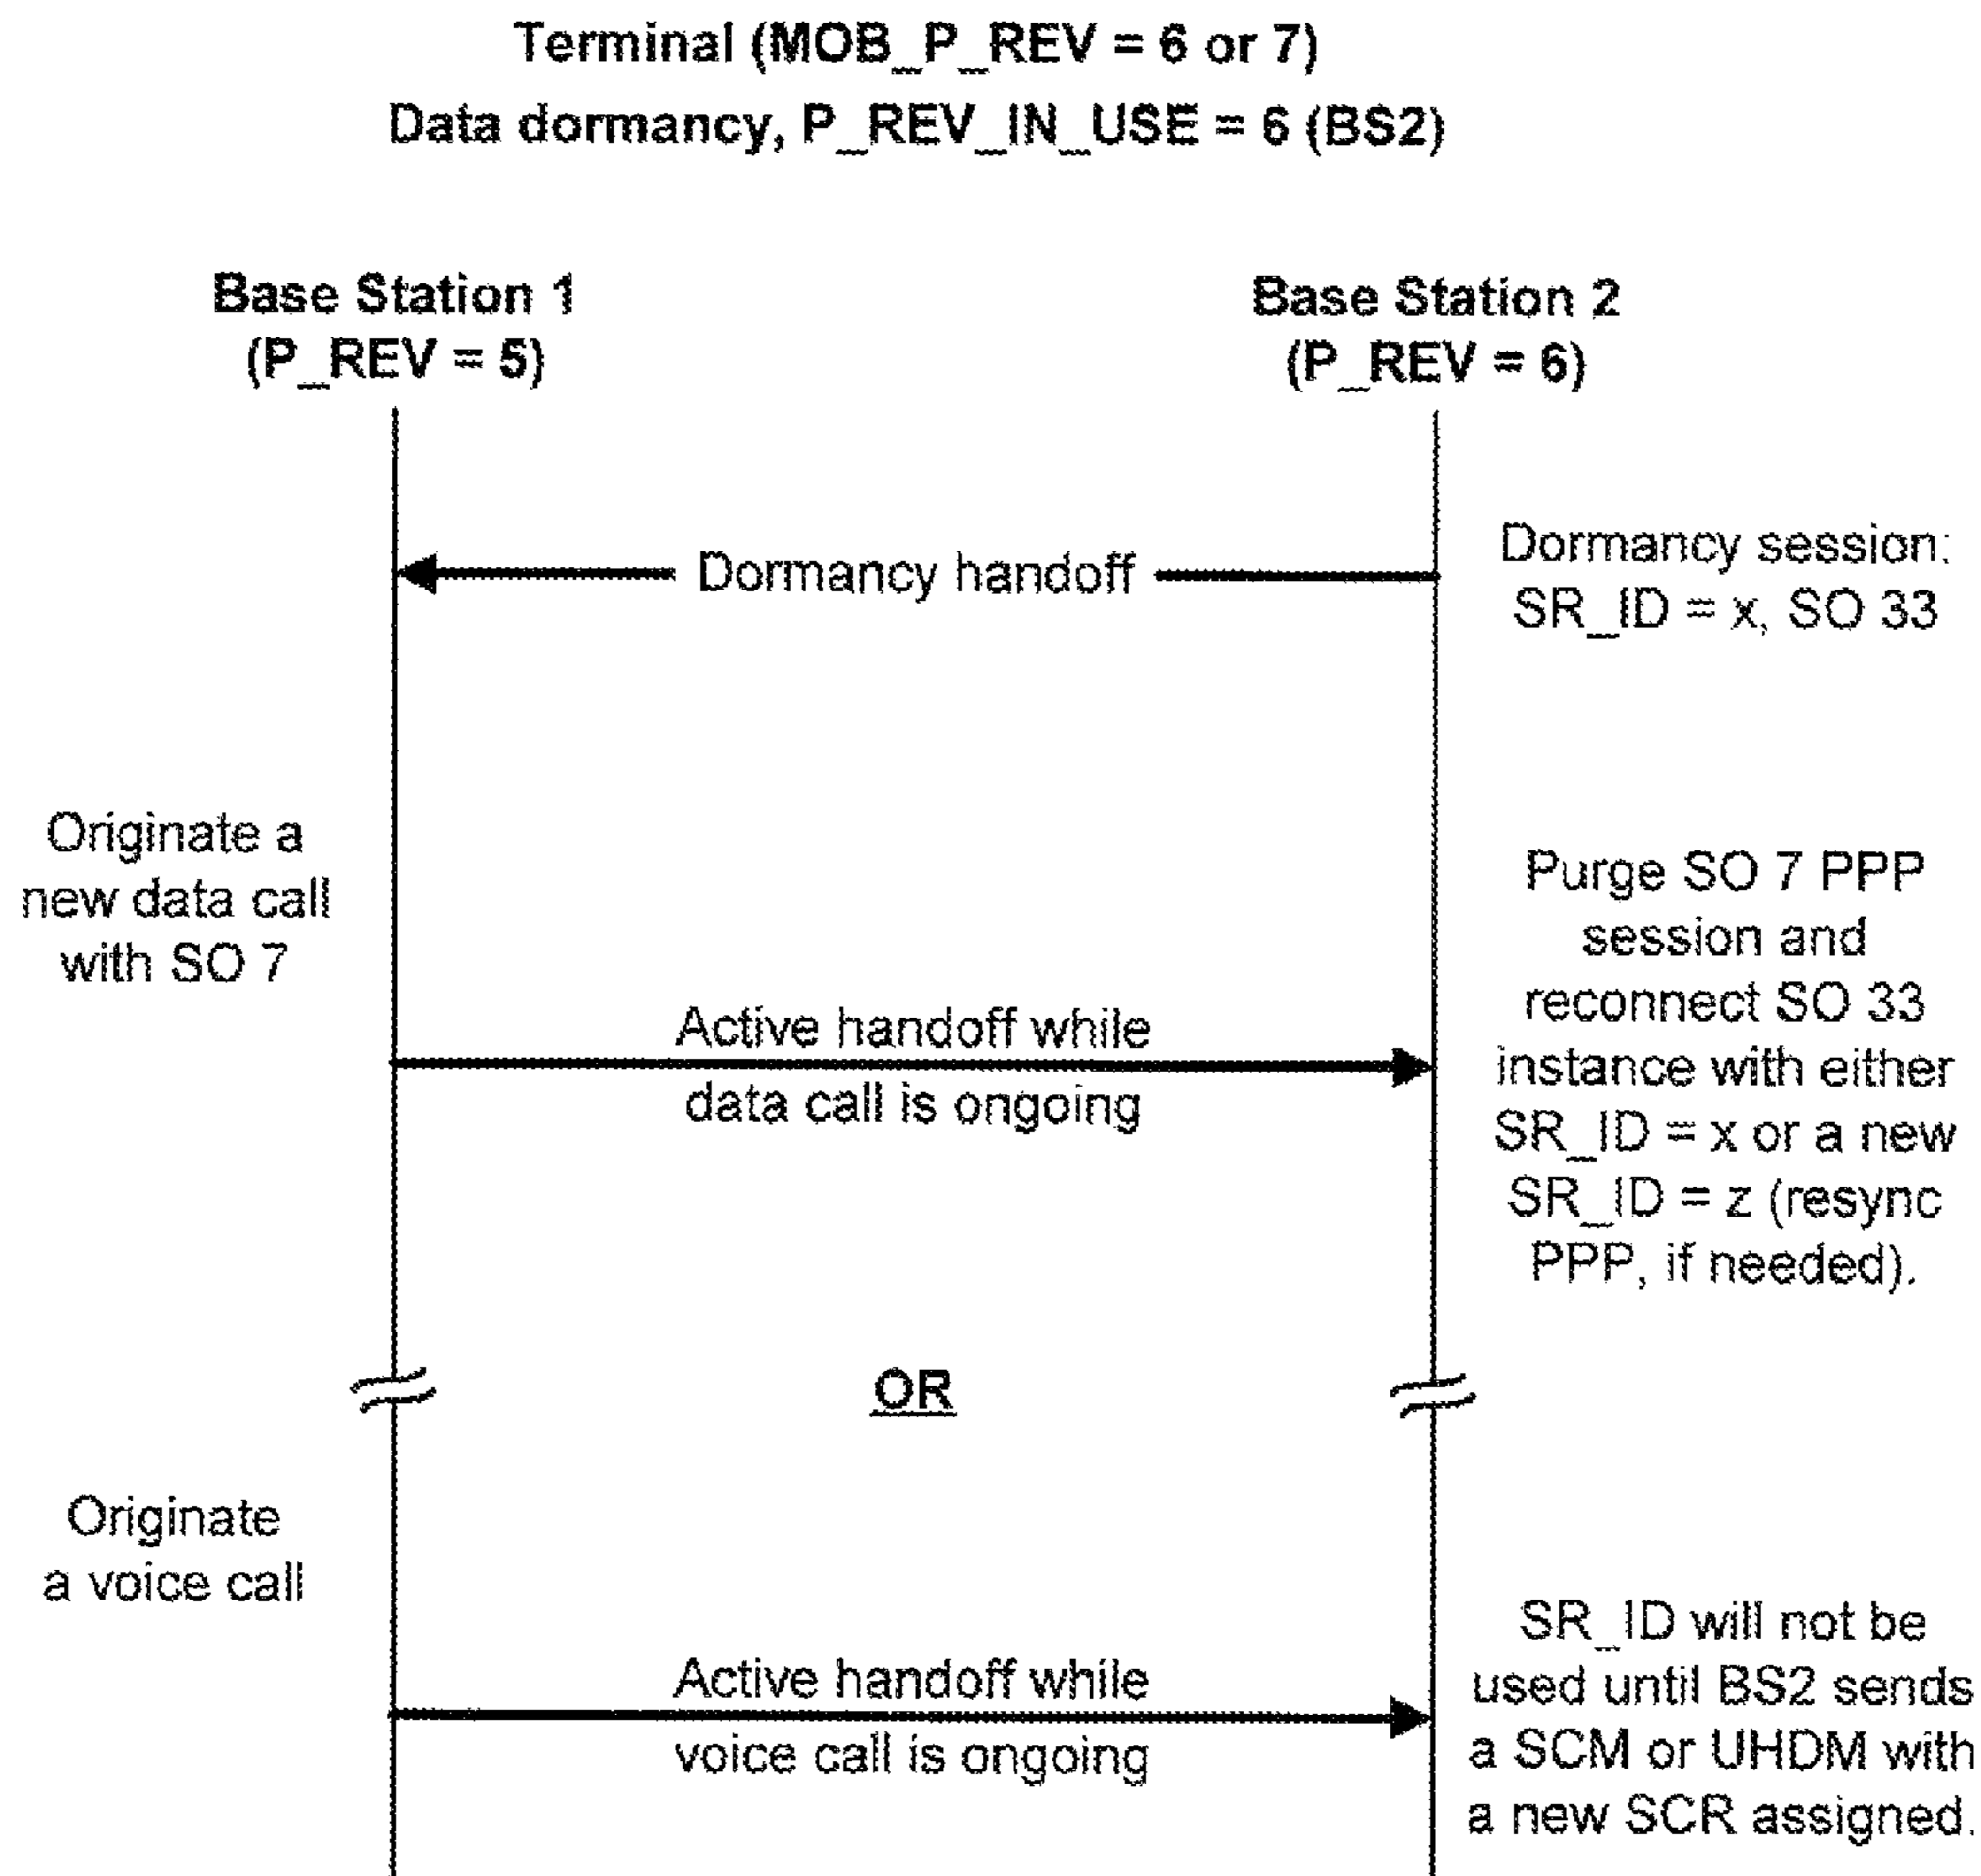 Terminal (MOB_P_REV = 6 or 7)
Data dormancy, P_REV_IN_USE = 6 (BS2)
Base Station 1
(P_REV = 5)
Base Station 2
(P_REV = 6)
Dormancy handoff
Dormancy session:
SR_ID = x, SO 33
Originate a
new data call
with SO 7
Active handoff while
data call is ongoing
Purge SO 7 PPP
session and
reconnect SO 33
instance with either
SR_ID = x or a new
SR_ID = z (resync
PPP, if needed).
OR
Originate
a voice call
Active handoff while
voice call is ongoing
SR_ID will not be
used until BS2 sends
a SCM or UHDM with
a new SCR assigned.